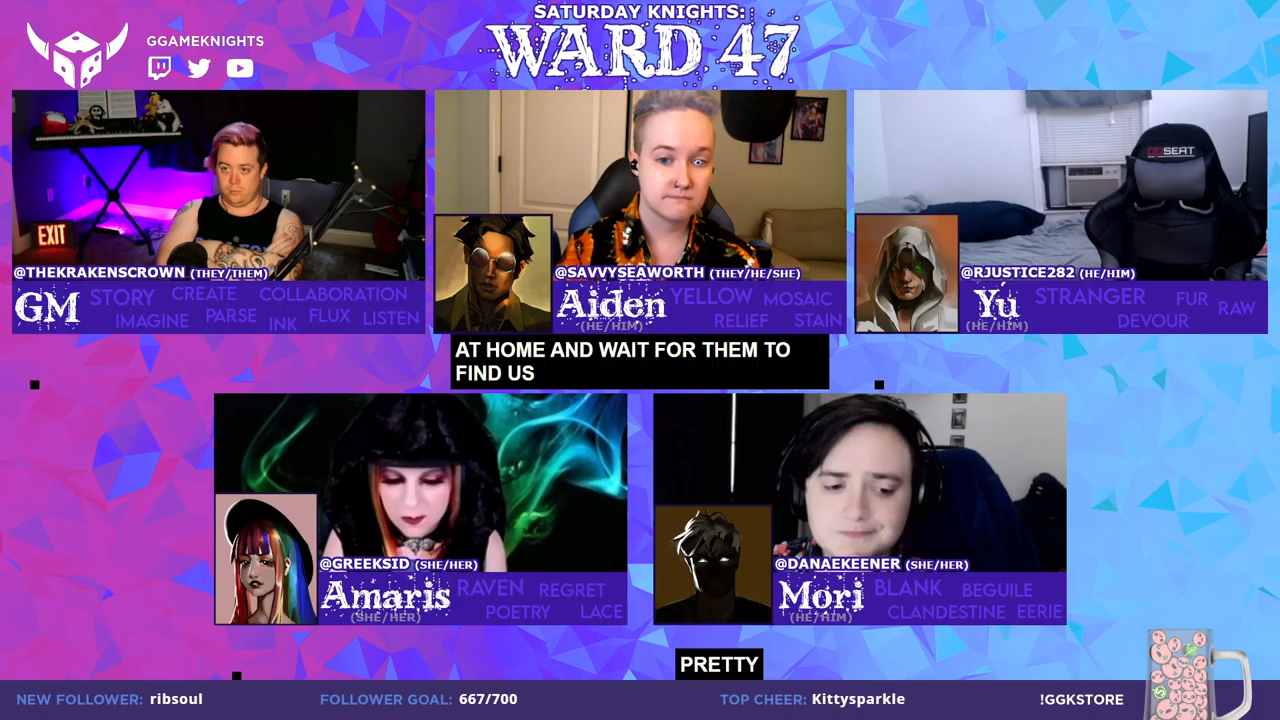 SATURDAY KNIGHTS:
WARD 47
GGAMEKNIGHTS
EXIT
@THEKRAKENSCROWN (THEY/THEM)
GM
STORY CREATE COLLABORATION
IMAGINE PARSE INK FLUX LISTEN
@SAVVYSEAWORTH (THEY/HE/SHE)
Aiden
(HE/HIM)
YELLOW MOSAIC
RELIEF STAIN
SEAT
@RJUSTICE282 (HE/HIM)
Yu
(HE/HIM)
STRANGER FUR RAW
DEVOUR
AT HOME AND WAIT FOR THEM TO
FIND US
@GREEKSID (SHE/HER)
Amaris
(SHE/HER)
RAVEN REGRET
POETRY LACE
@DANAEKEENER (SHE/HER)
Mori
(HE/HIM)
BLANK BEGUILE
CLANDESTINE EERIE
PRETTY
NEW FOLLOWER: ribsoul
FOLLOWER GOAL: 667/700
TOP CHEER: Kittysparkle
!GGKSTORE